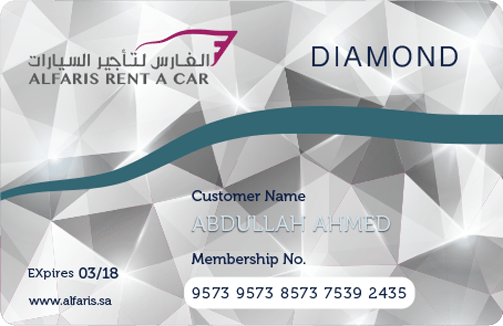 الفارس لتأجير السيارات
ALFARIS RENT A CAR
DIAMOND
Customer Name
ABDULLAH AHMED
Membership No.
EXpires 03/18
9573 9573 8573 7539 2435
www.alfaris.sa